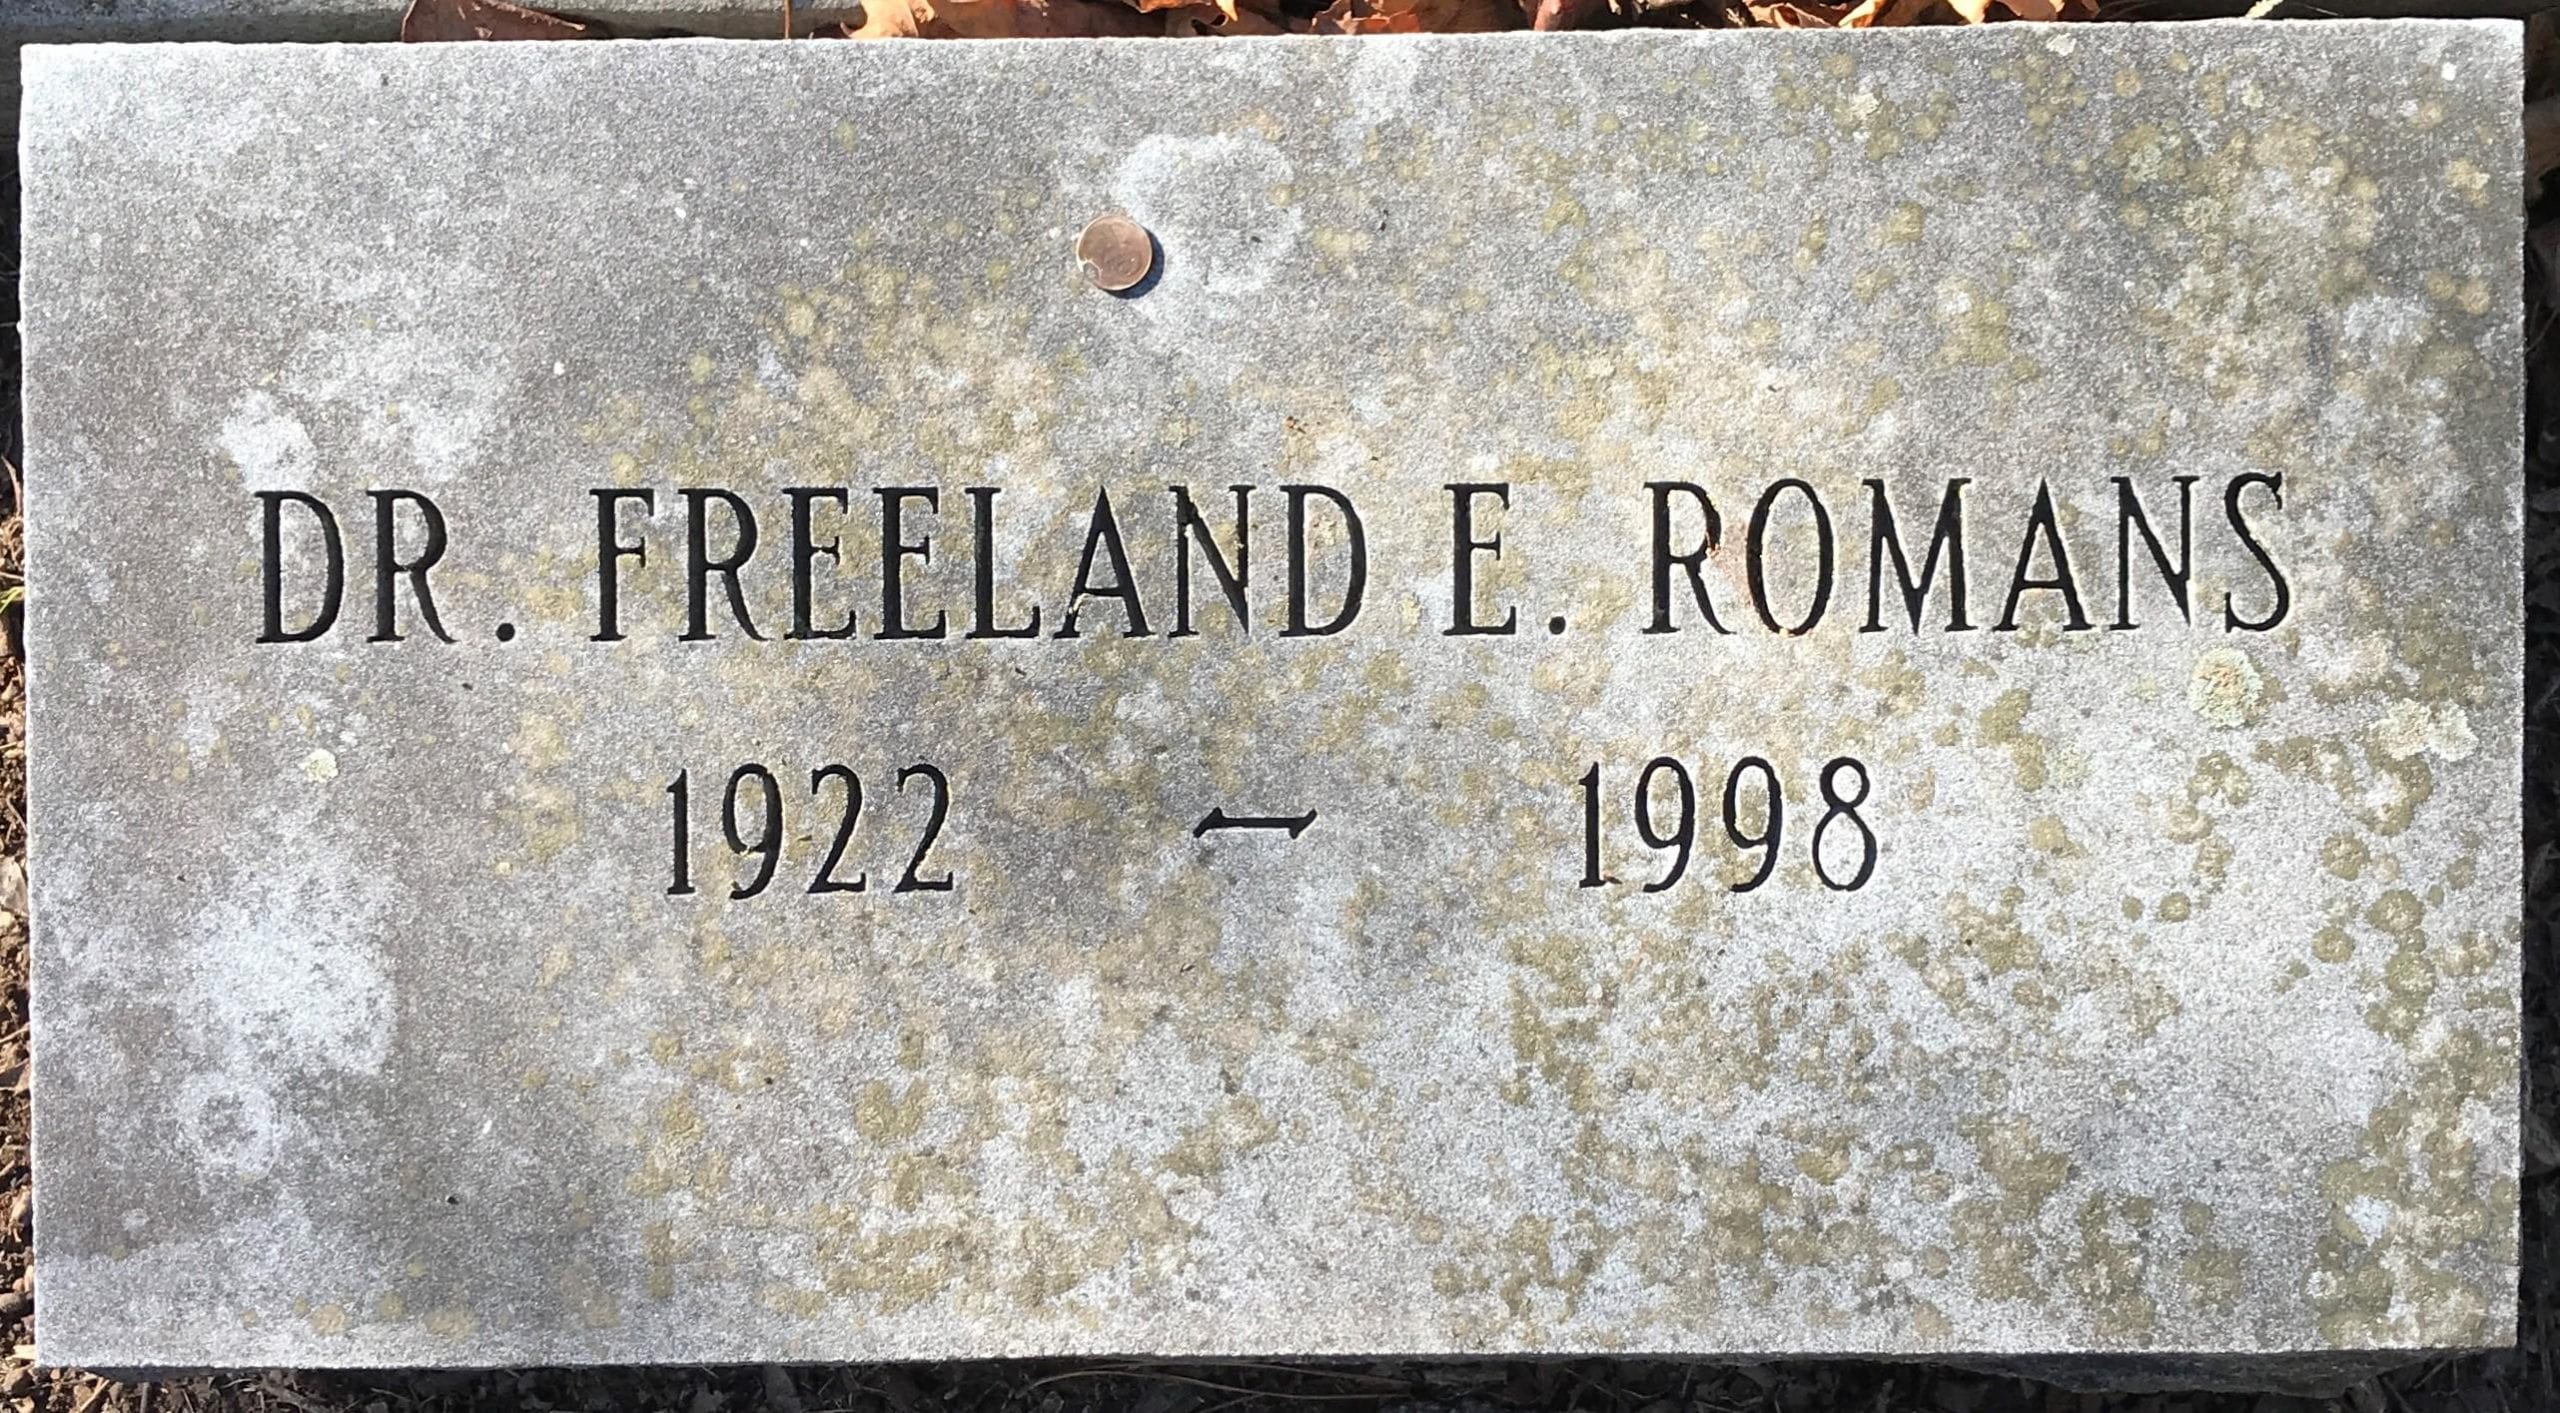 DR. FREELAND E. ROMANS
1922 - 1998